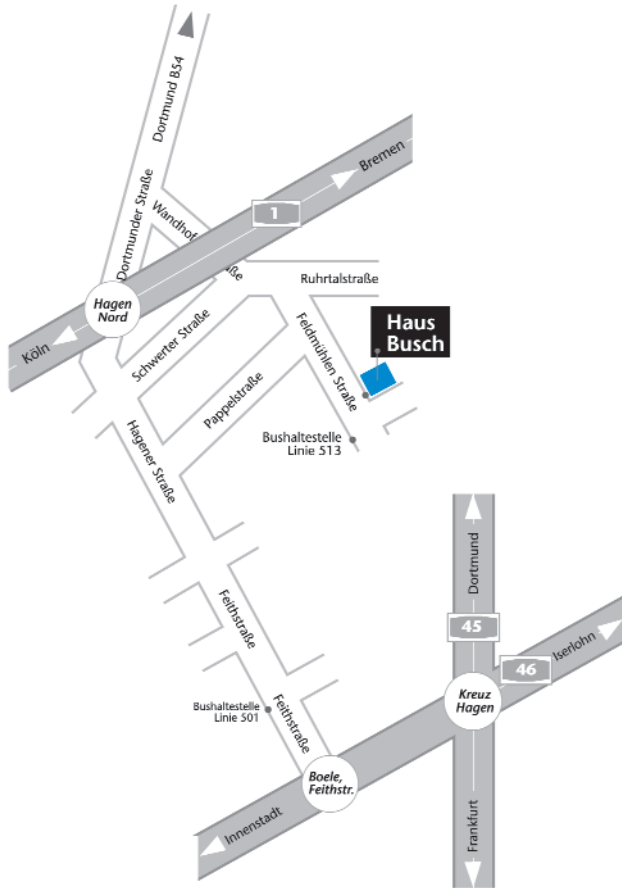 Dortmund B54
Bremen
Dortmunder Straße
1
Hagen
Nord
Ruhrtalstraße
Köln
Schwerter Straße
Haus
Busch
Feldmühlen Straße
Pappelstraße
Hagener Straße
Bushaltestelle
Linie 513
Dortmund
Feithstraße
45
Iserlohn
46
Bushaltestelle
Linie 501
Feithstraße
Kreuz
Hagen
Boele,
Feithstr.
Innenstadt
Frankfurt